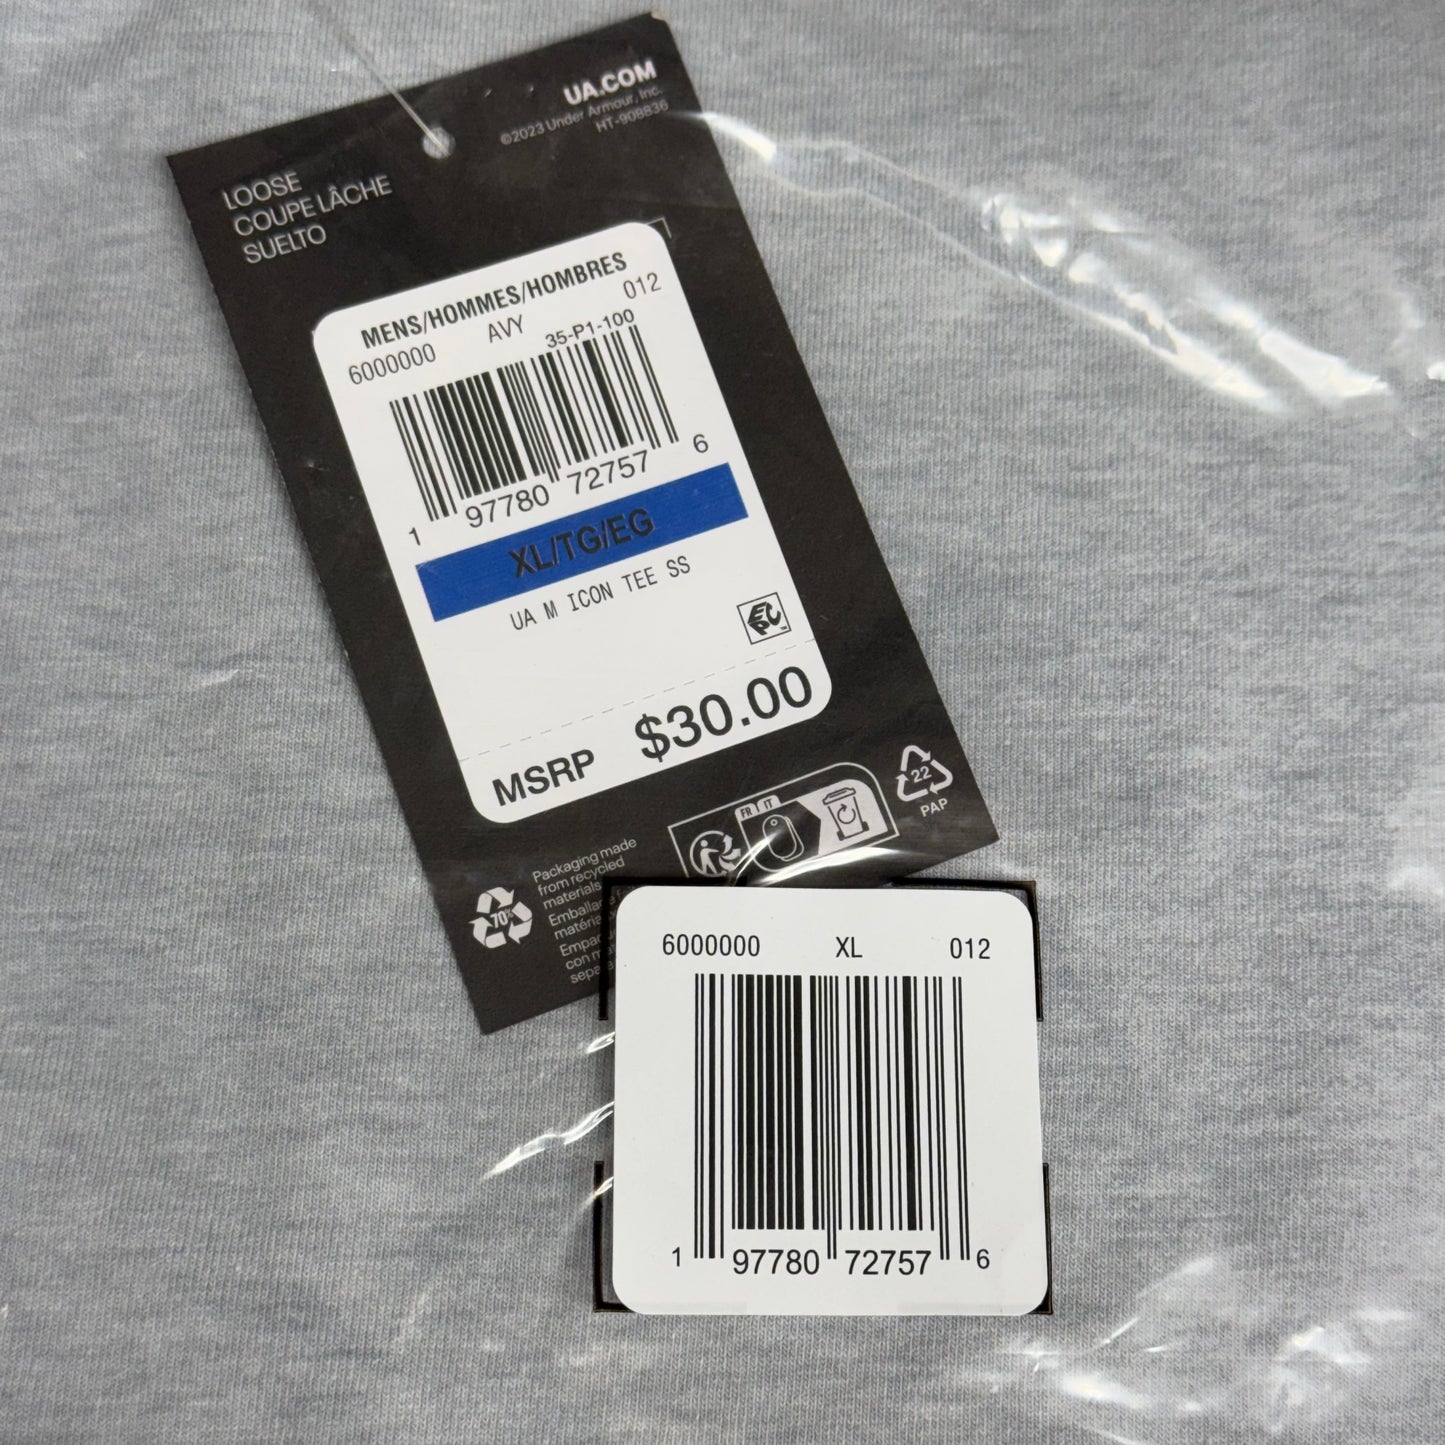 UA.COM
©2023 Under Armour, Inc.
HT-908836
LOOSE
COUPE LÂCHE
SUELTO
MENS/HOMMES/HOMBRES
6000000 AVY 012
35-P1-100
1 97780 72757 6
XL/TG/EG
UA M ICON TEE SS
EPC
MSRP $30.00
FR IT
22
PAP
70%
Packaging made
from recycled
materials
6000000 XL 012
1 97780 72757 6